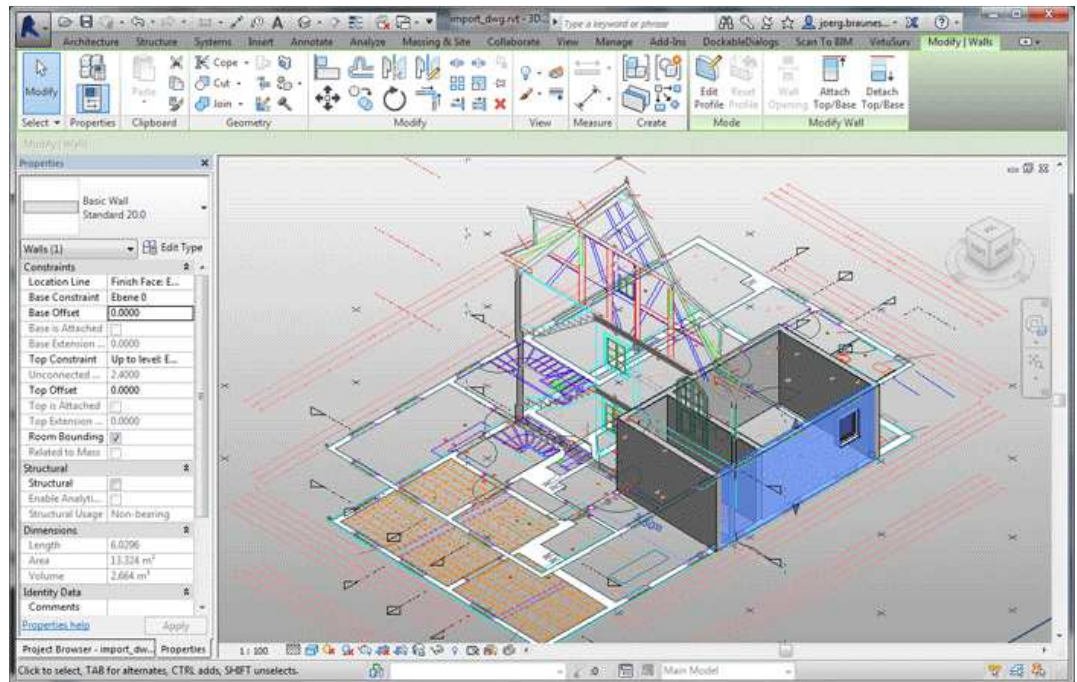 import_dwg.rvt - 3D...
Type a keyword or phrase
joerg.braunes...
Architecture Structure Systems Insert Annotate Analyze Massing & Site Collaborate View Manage Add-Ins DockableDialogs Scan To BIM VirtuSurv Modify | Walls
Modify
Paste
Cope
Cut
Join
Edit Profile
Reset Profile
Wall Opening
Attach Top/Base
Detach Top/Base
Select Properties Clipboard Geometry Modify View Measure Create Mode Modify Wall
Modify | Walls
Properties
Basic Wall
Standard 20.0
Walls (1) Edit Type
Constraints
Location Line Finish Face: E...
Base Constraint Ebene 0
Base Offset 0.0000
Base is Attached
Base Extension ... 0.0000
Top Constraint Up to level: E...
Unconnected ... 2.4000
Top Offset 0.0000
Top is Attached
Top Extension ... 0.0000
Room Bounding
Related to Mass
Structural
Structural
Enable Analyti...
Structural Usage Non-bearing
Dimensions
Length 6.0296
Area 13.324 m²
Volume 2.664 m³
Identity Data
Comments
Properties help Apply
Project Browser - import_dw... Properties
1 : 100
Click to select, TAB for alternates, CTRL adds, SHIFT unselects.
:0
Main Model